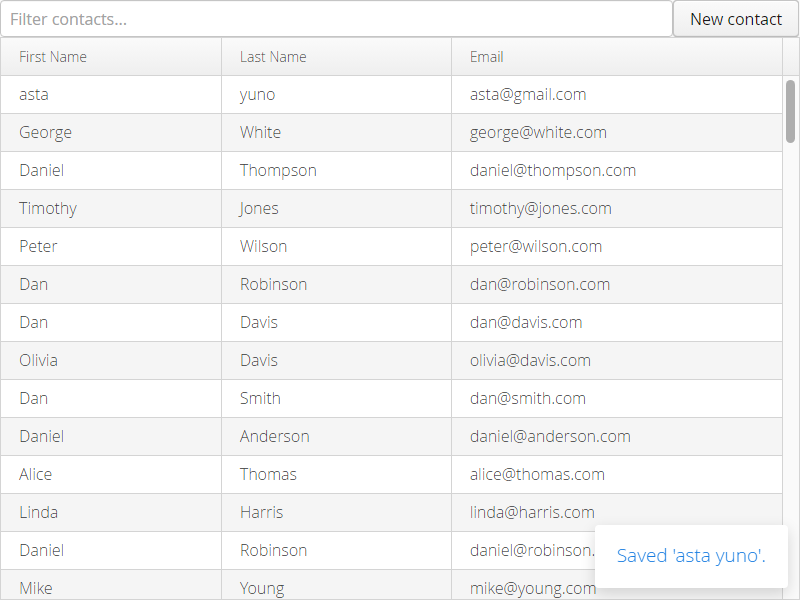 Filter contacts... New contact
First Name Last Name Email
asta yuno asta@gmail.com
George White george@white.com
Daniel Thompson daniel@thompson.com
Timothy Jones timothy@jones.com
Peter Wilson peter@wilson.com
Dan Robinson dan@robinson.com
Dan Davis dan@davis.com
Olivia Davis olivia@davis.com
Dan Smith dan@smith.com
Daniel Anderson daniel@anderson.com
Alice Thomas alice@thomas.com
Linda Harris linda@harris.com
Daniel Robinson daniel@robinson.
Saved 'asta yuno'.
Mike Young mike@young.com